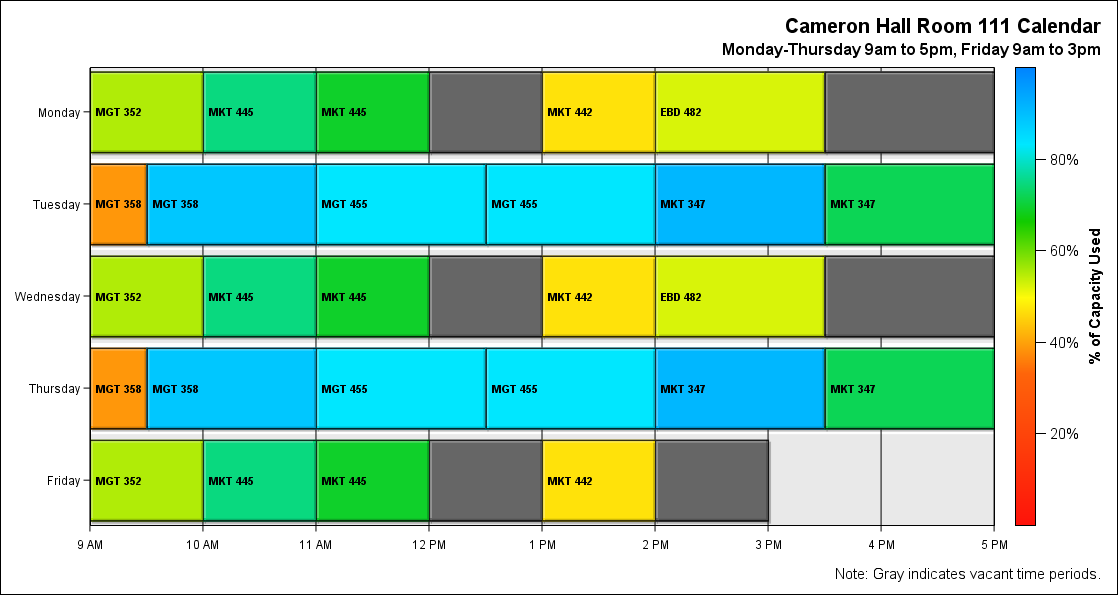 Cameron Hall Room 111 Calendar
Monday-Thursday 9am to 5pm, Friday 9am to 3pm
Monday
MGT 352
MKT 445
MKT 445
MKT 442
EBD 482
Tuesday
MGT 358
MGT 358
MGT 455
MGT 455
MKT 347
MKT 347
Wednesday
MGT 352
MKT 445
MKT 445
MKT 442
EBD 482
Thursday
MGT 358
MGT 358
MGT 455
MGT 455
MKT 347
MKT 347
Friday
MGT 352
MKT 445
MKT 445
MKT 442
9 AM
10 AM
11 AM
12 PM
1 PM
2 PM
3 PM
4 PM
5 PM
80%
60%
40%
20%
% of Capacity Used
Note: Gray indicates vacant time periods.